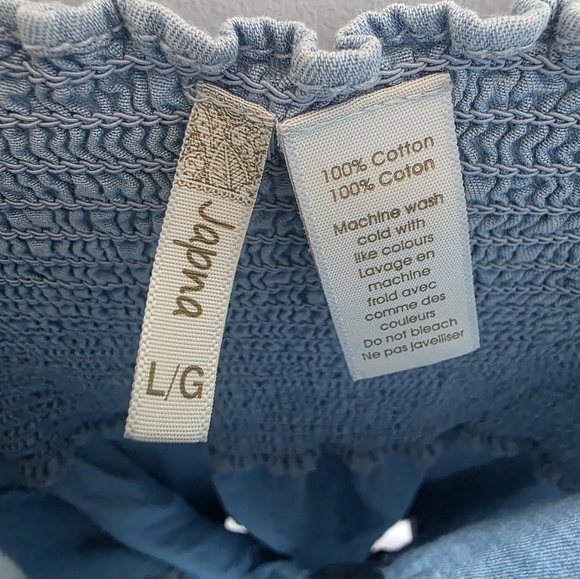 Japna
L/G
100% Cotton
100% Coton
Machine wash
cold with
like colours
Lavage en
machine
froid avec
comme des
couleurs
Do not bleach
Ne pas javelliser